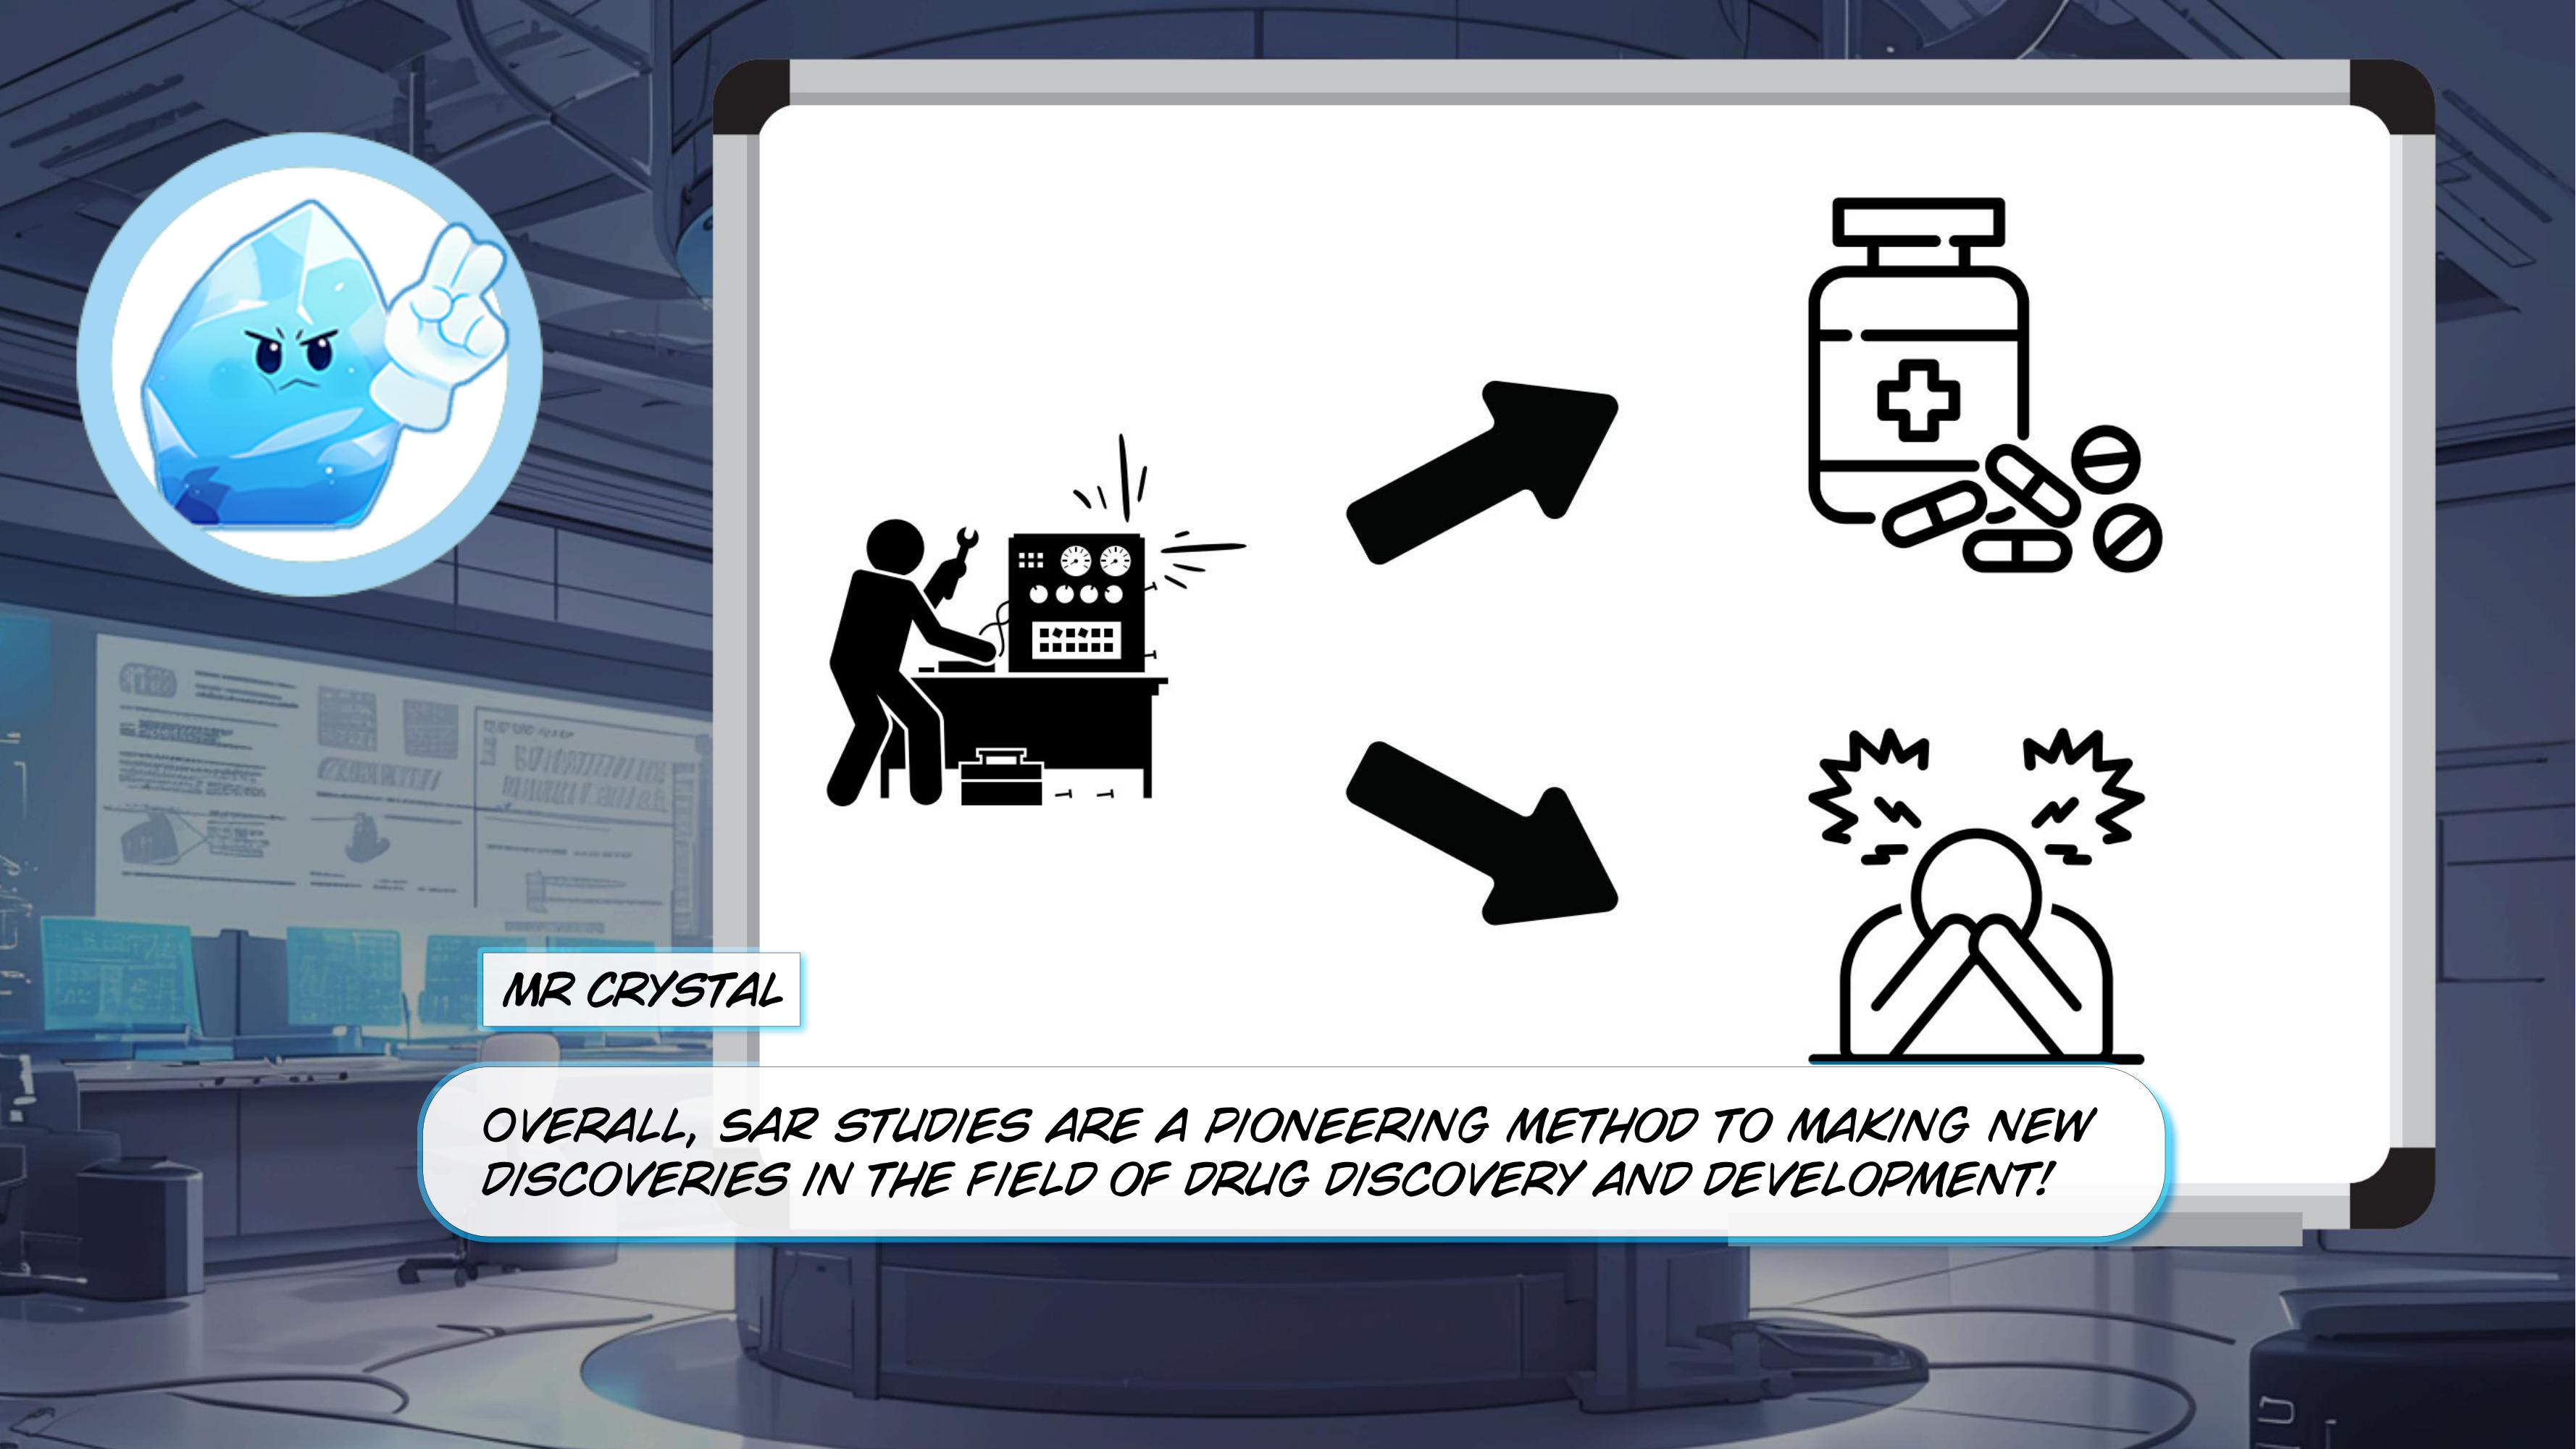 MR CRYSTAL
OVERALL, SAR STUDIES ARE A PIONEERING METHOD TO MAKING NEW
DISCOVERIES IN THE FIELD OF DRUG DISCOVERY AND DEVELOPMENT!